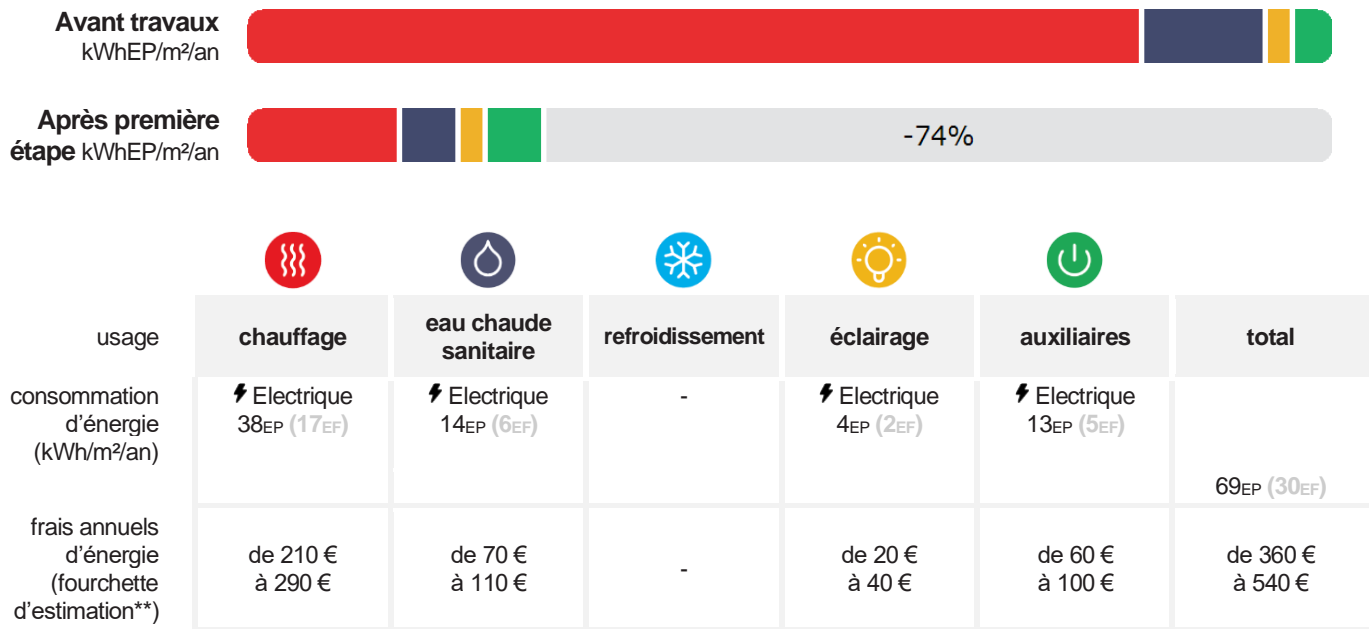 Avant travaux
kWhEP/m²/an
Après première
étape kWhEP/m²/an
-74%
usage
chauffage
eau chaude
sanitaire
refroidissement
éclairage
auxiliaires
total
consommation
d'énergie
(kWh/m²/an)
Electrique
38EP (17EF)
Electrique
14EP (6EF)
-
Electrique
4EP (2EF)
Electrique
13EP (5EF)
69EP (30EF)
frais annuels
d'énergie
(fourchette
d'estimation**)
de 210 €
à 290 €
de 70 €
à 110 €
-
de 20 €
à 40 €
de 60 €
à 100 €
de 360 €
à 540 €